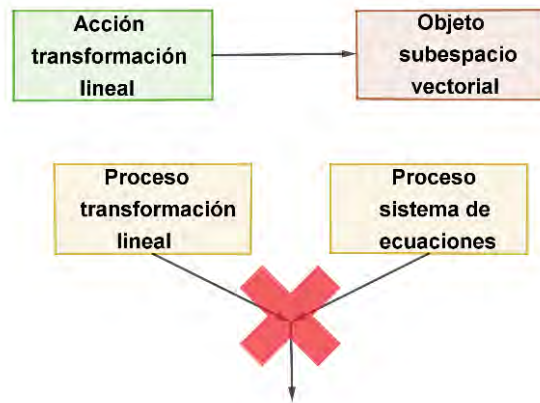 Acción
transformación
lineal
Objeto
subespacio
vectorial
Proceso
transformación
lineal
Proceso
sistema de
ecuaciones